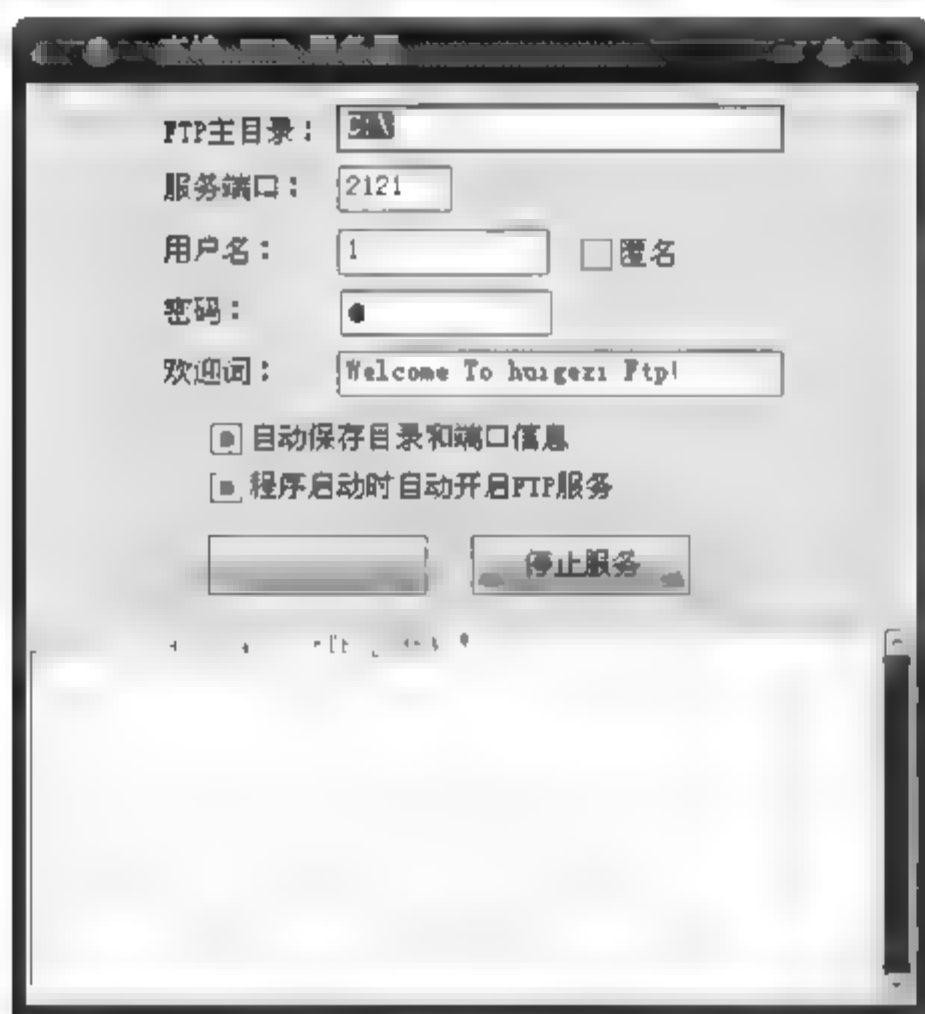 FTP主目录： C:\
服务端口： 2121
用户名： 1 匿名
密码： ●
欢迎词： Welcome To huigezi Ftp!
自动保存目录和端口信息
程序启动时自动开启FTP服务
停止服务